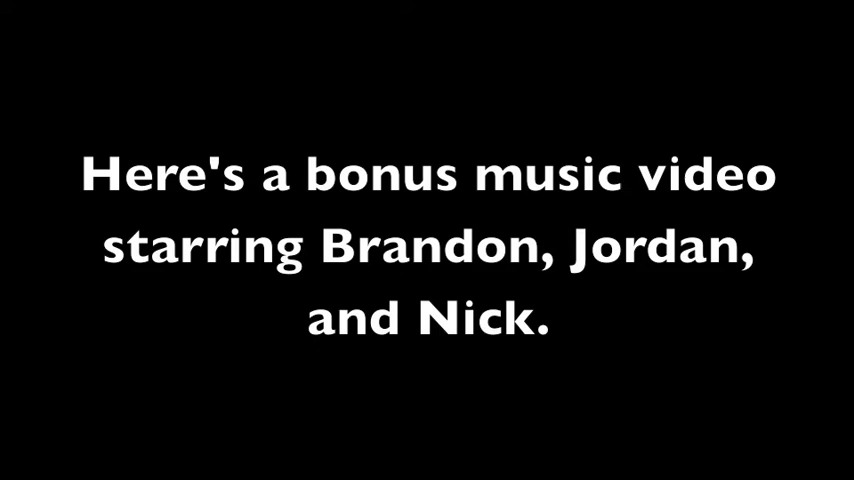 Here's a bonus music video
starring Brandon, Jordan,
and Nick.